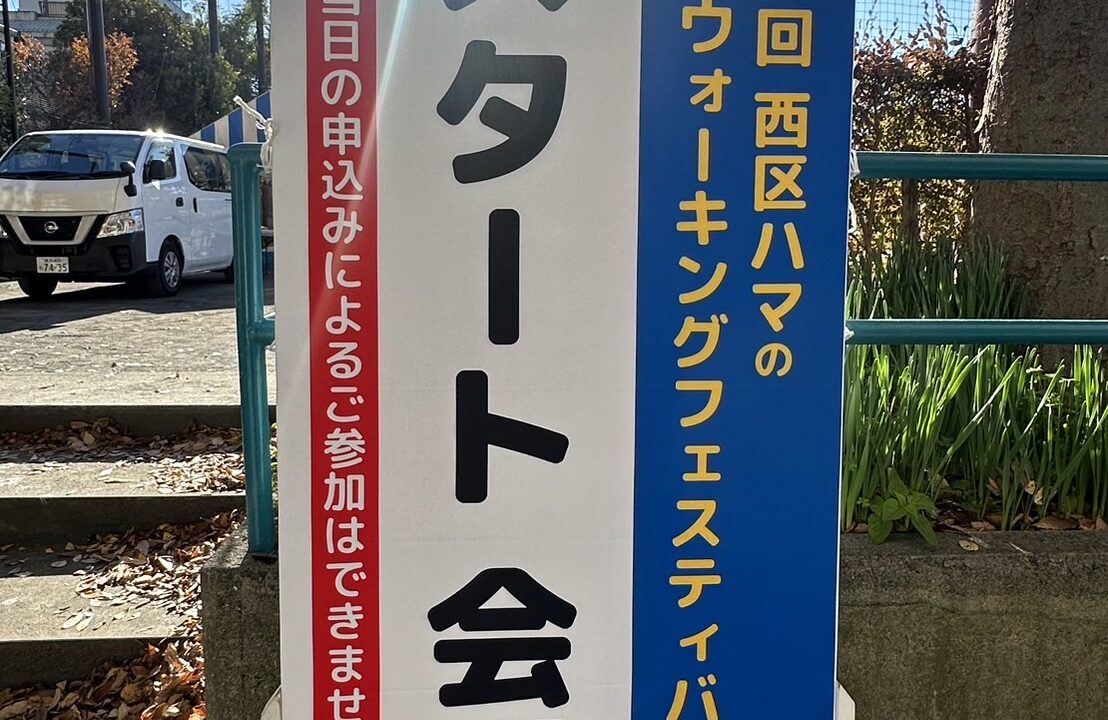 回 西区ハマの
ウォーキングフェスティバ
スタート 会
当日の申込みによるご参加はできませ
74-35